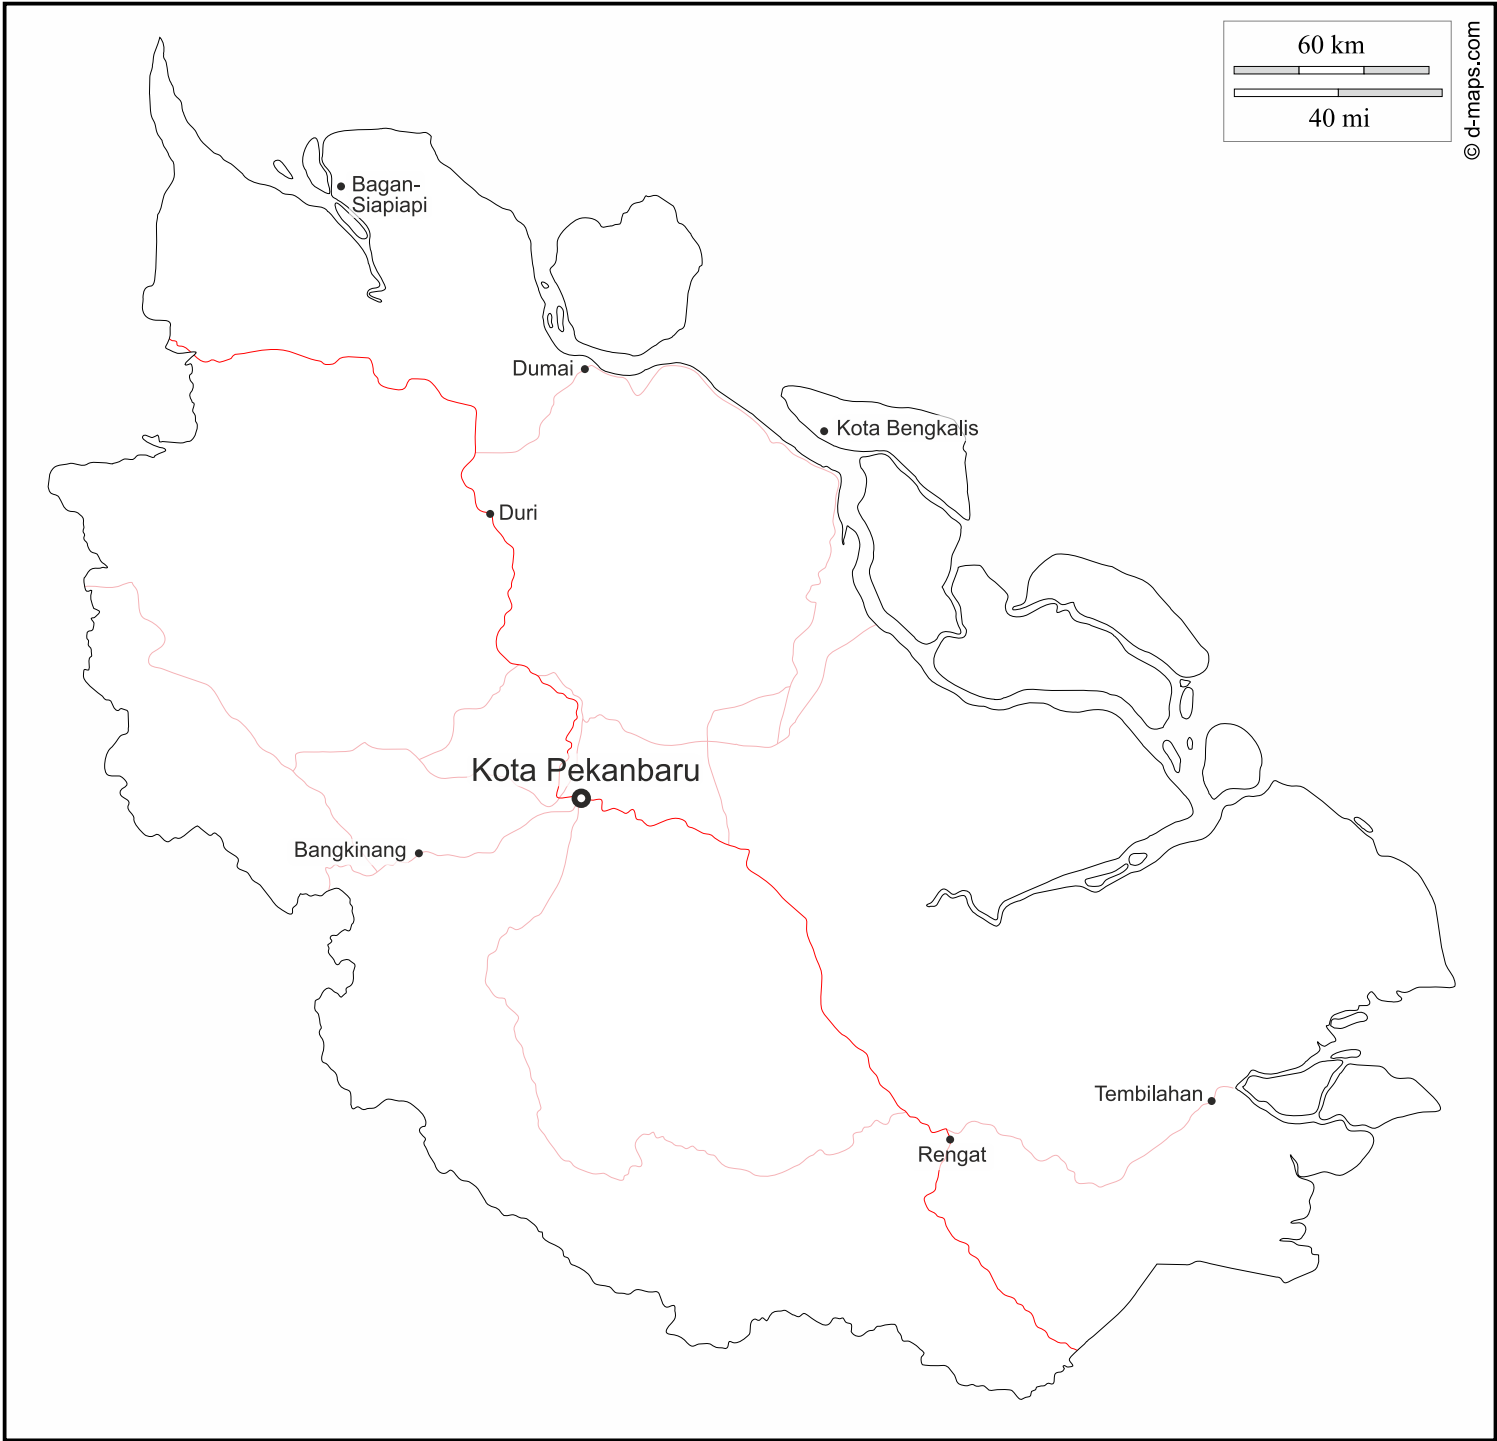 60 km
40 mi
© d-maps.com
Bagan-
Siapiapi
Dumai
Kota Bengkalis
Duri
Kota Pekanbaru
Bangkinang
Tembilahan
Rengat